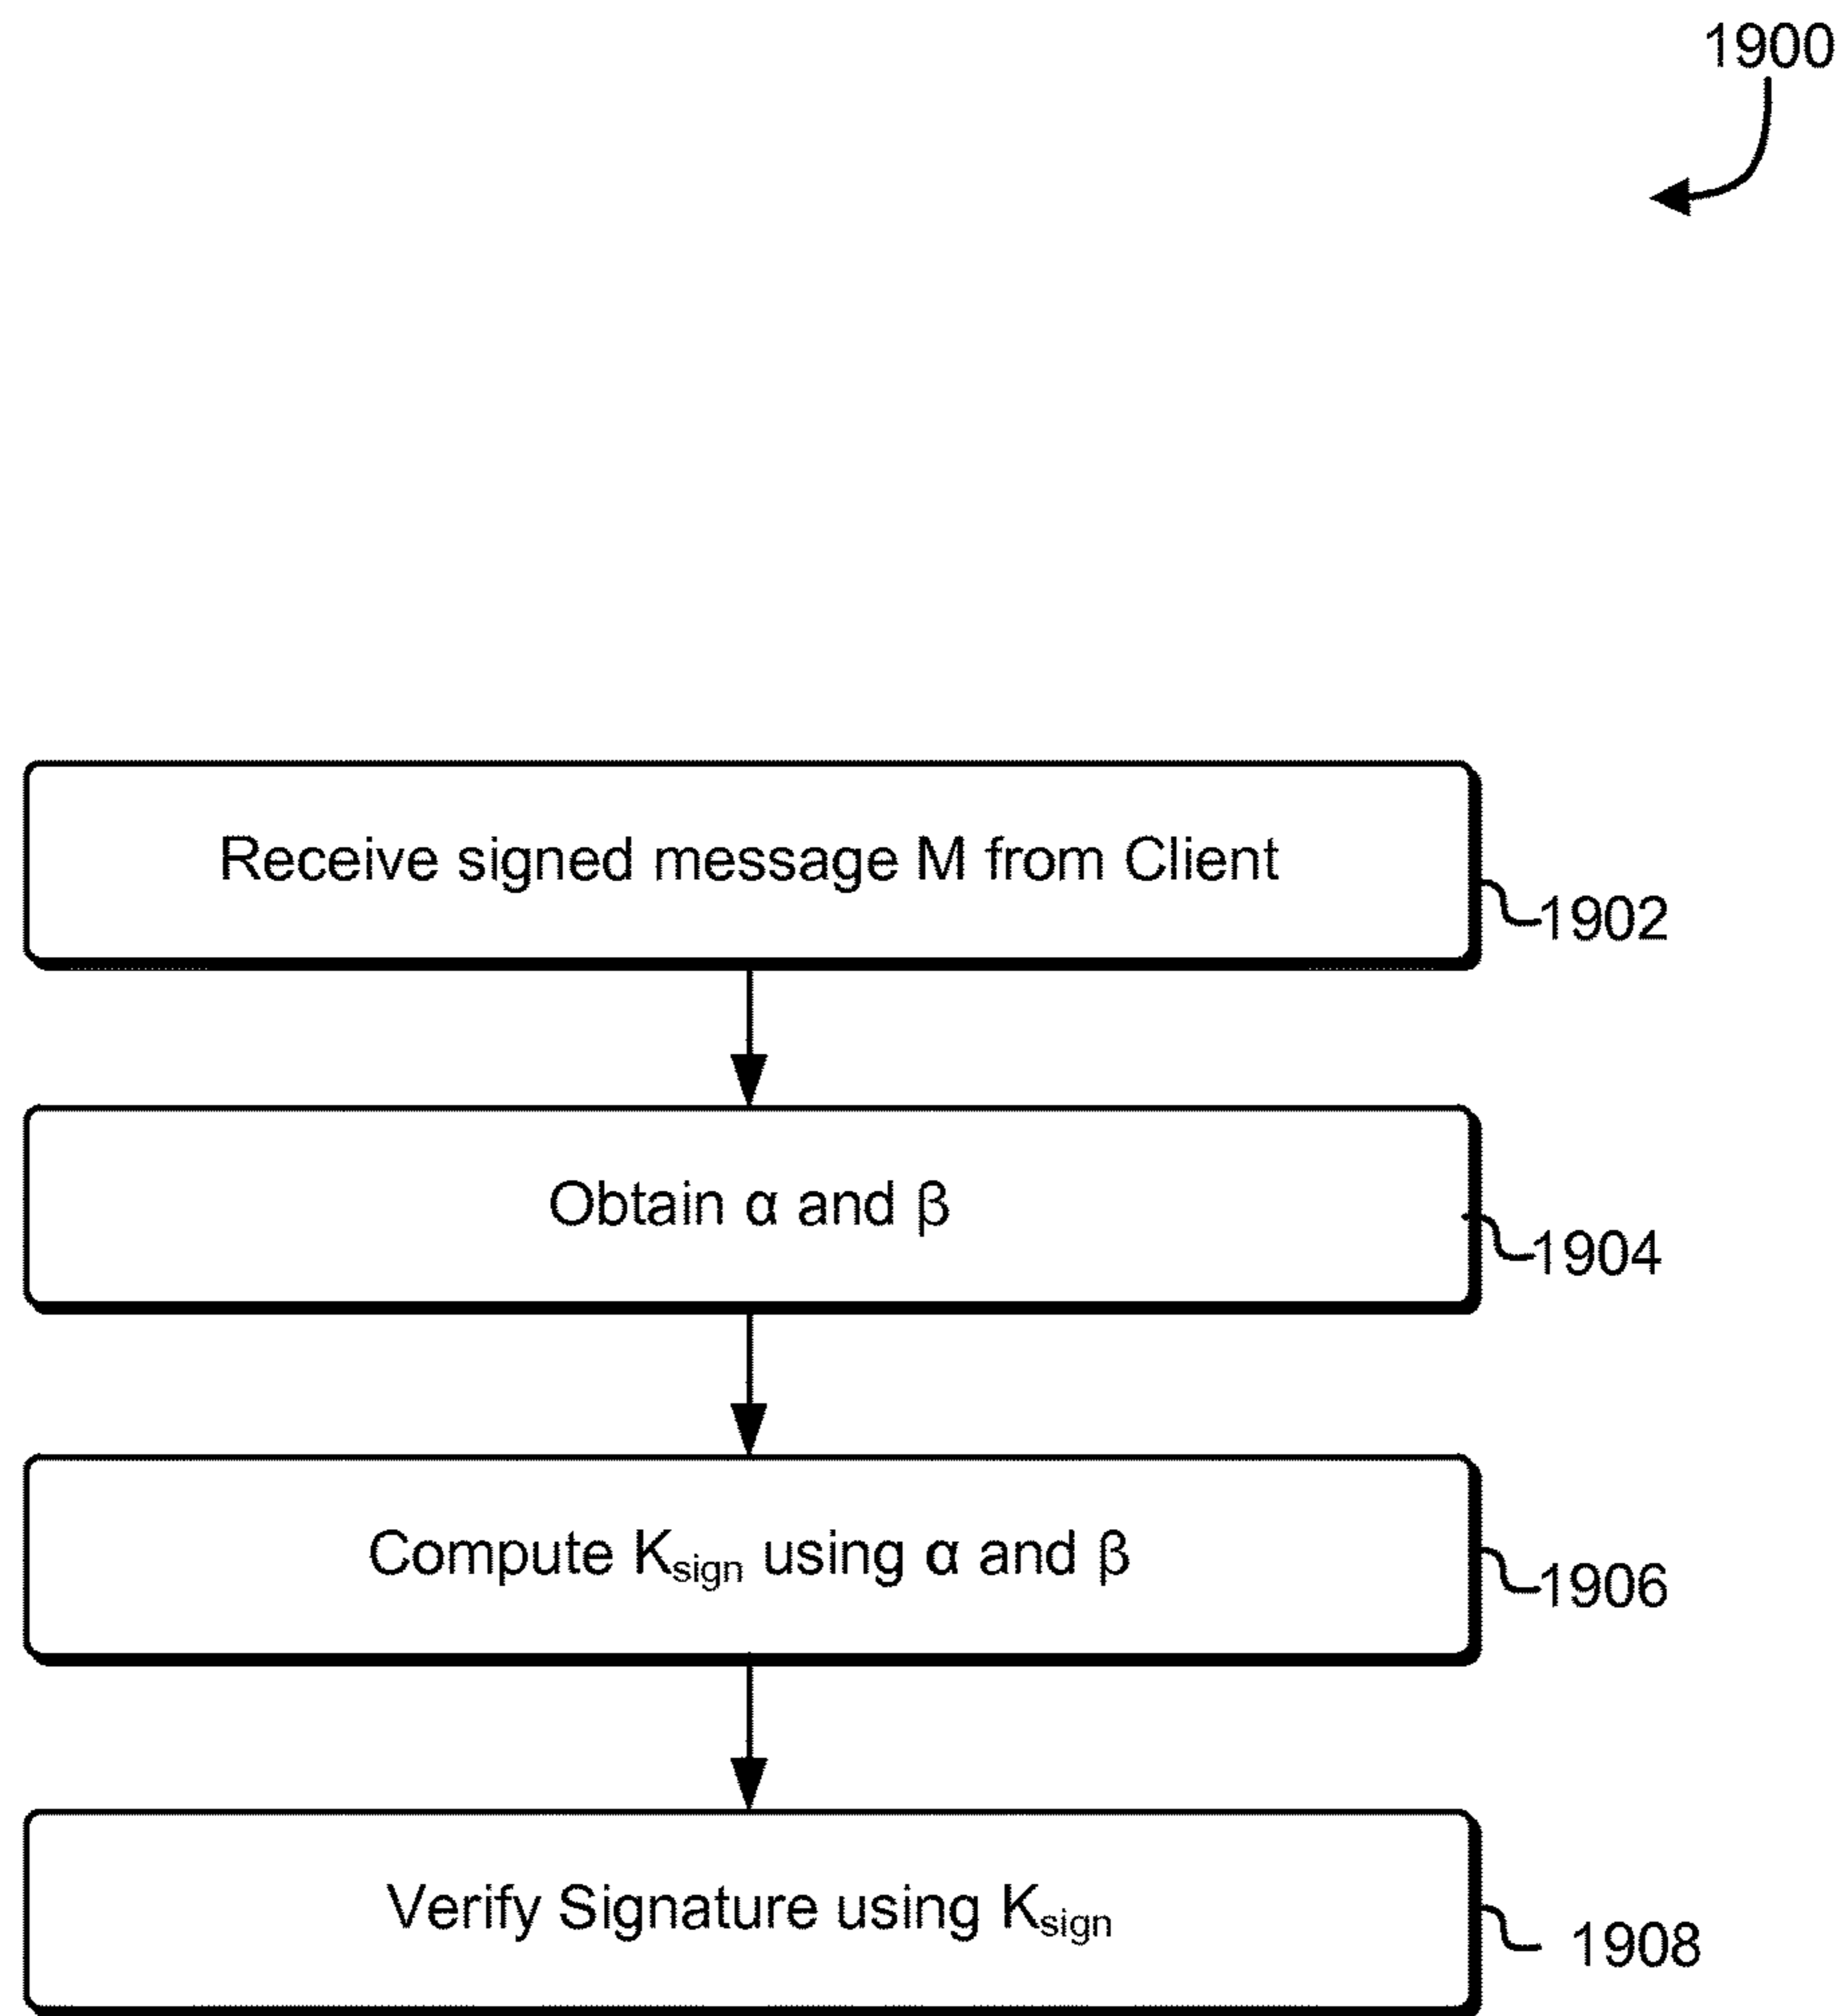 1900
Receive signed message M from Client
1902
Obtain α and β
1904
Compute Ksign using α and β
1906
Verify Signature using Ksign
1908